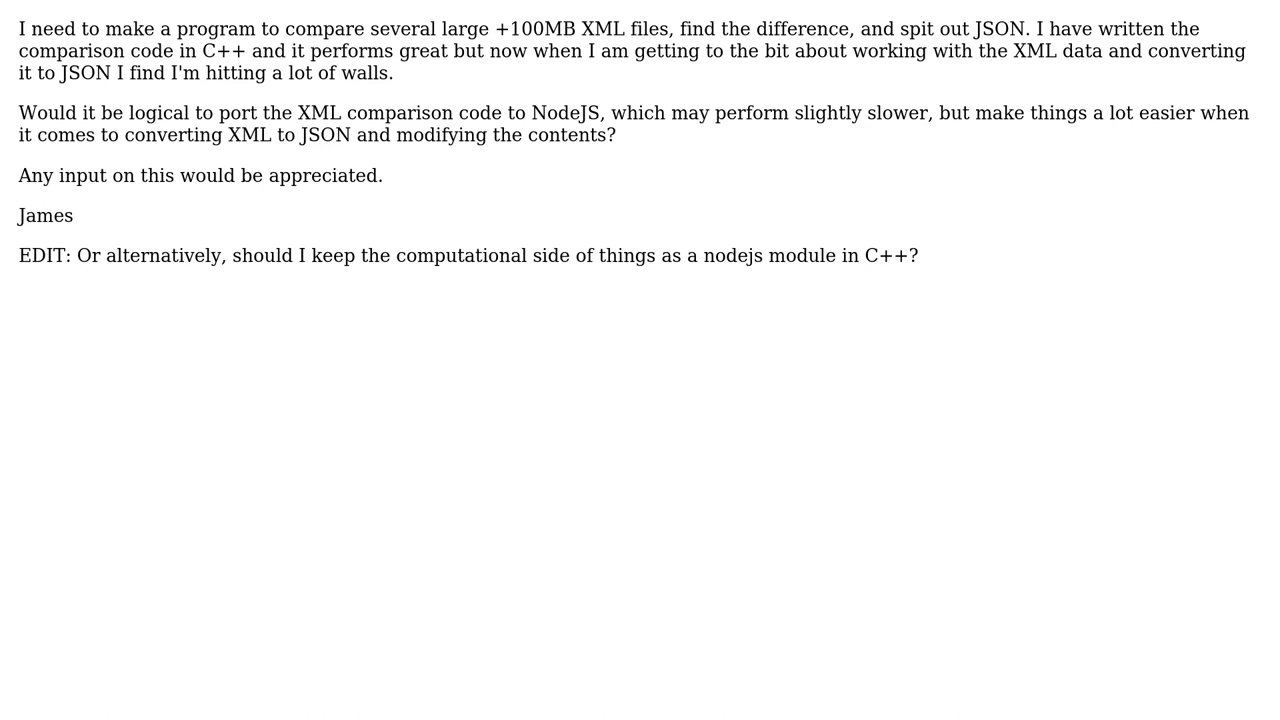 I need to make a program to compare several large +100MB XML files, find the difference, and spit out JSON. I have written the
comparison code in C++ and it performs great but now when I am getting to the bit about working with the XML data and converting
it to JSON I find I'm hitting a lot of walls.
Would it be logical to port the XML comparison code to NodeJS, which may perform slightly slower, but make things a lot easier when
it comes to converting XML to JSON and modifying the contents?
Any input on this would be appreciated.
James
EDIT: Or alternatively, should I keep the computational side of things as a nodejs module in C++?